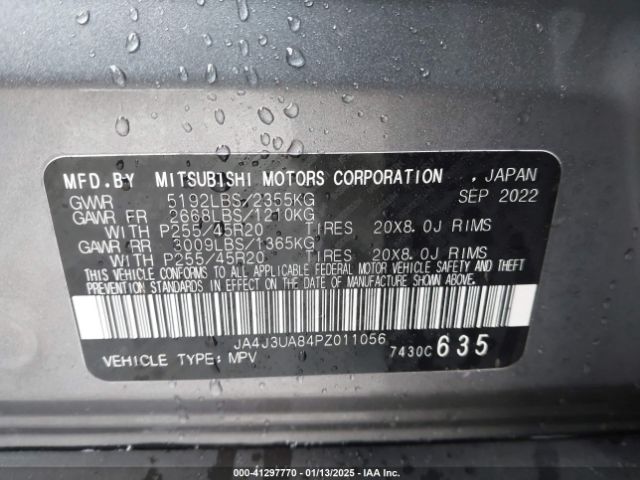 MFD.BY MITSUBISHI MOTORS CORPORATION , JAPAN
GVWR 5192LBS/2355KG SEP 2022
GAWR FR 2668LBS/1210KG
WITH P255/45R20 TIRES 20X8.0J RIMS
GAWR RR 3009LBS/1365KG
WITH P255/45R20 TIRES 20X8.0J RIMS
THIS VEHICLE CONFORMS TO ALL APPLICABLE FEDERAL MOTOR VEHICLE SAFETY AND THEFT
PREVENTION STANDARDS IN EFFECT ON THE DATE OF MANUFACTURE SHOWN ABOVE.
JA4J3UA84PZ011056
VEHICLE TYPE: MPV 7430C 635
000-41297770 - 01/13/2025 - IAA